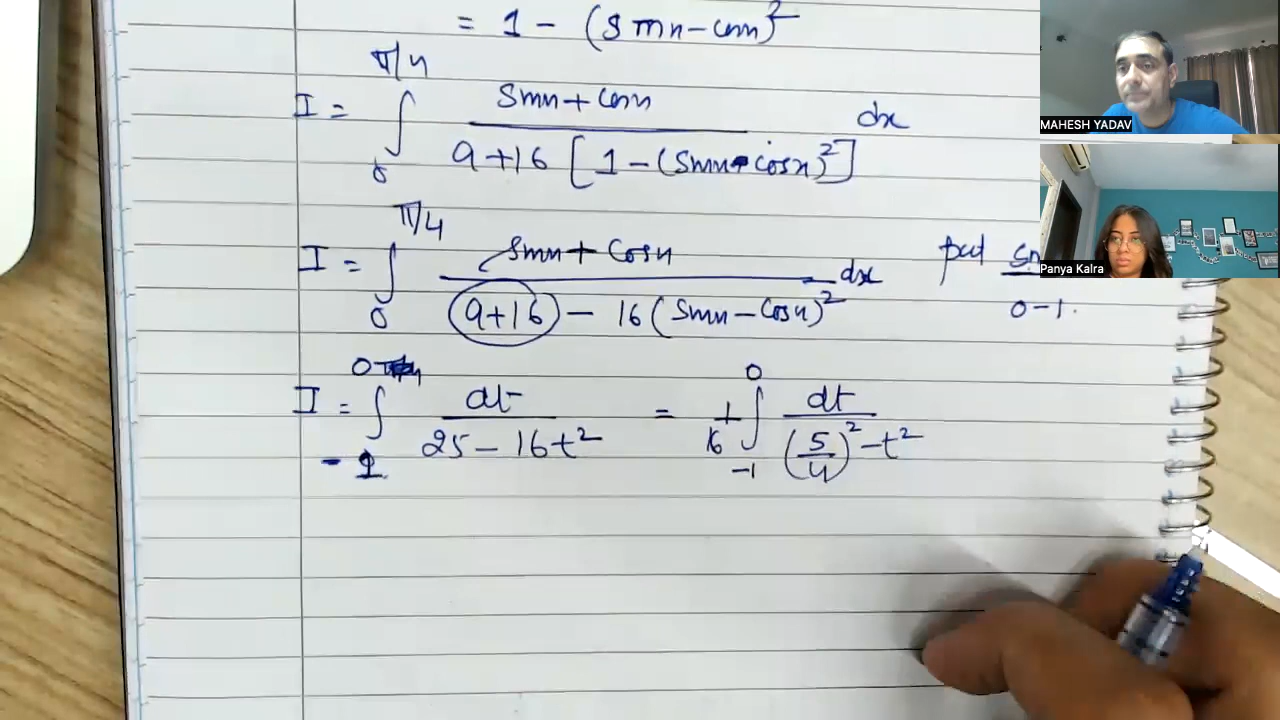 = 1 - (sinx - cosx)²
I = ∫₀^π/4 (sinx + cosx) / (9 + 16 [1 - (sinx - cosx)²]) dx
I = ∫₀^π/4 (sinx + cosx) / ((9 + 16) - 16 (sinx - cosx)²) dx put
0 - 1.
I = ∫₋₁^0 dt / (25 - 16t²) = 1/16 ∫₋₁^0 dt / ((5/4)² - t²)
MAHESH YADAV
Panya Kalra